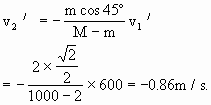 v₂′ = − (m cos 45°)/(M − m) v₁′
= − (2 × (√2/2))/(1000 − 2) × 600 = −0.86m / s.